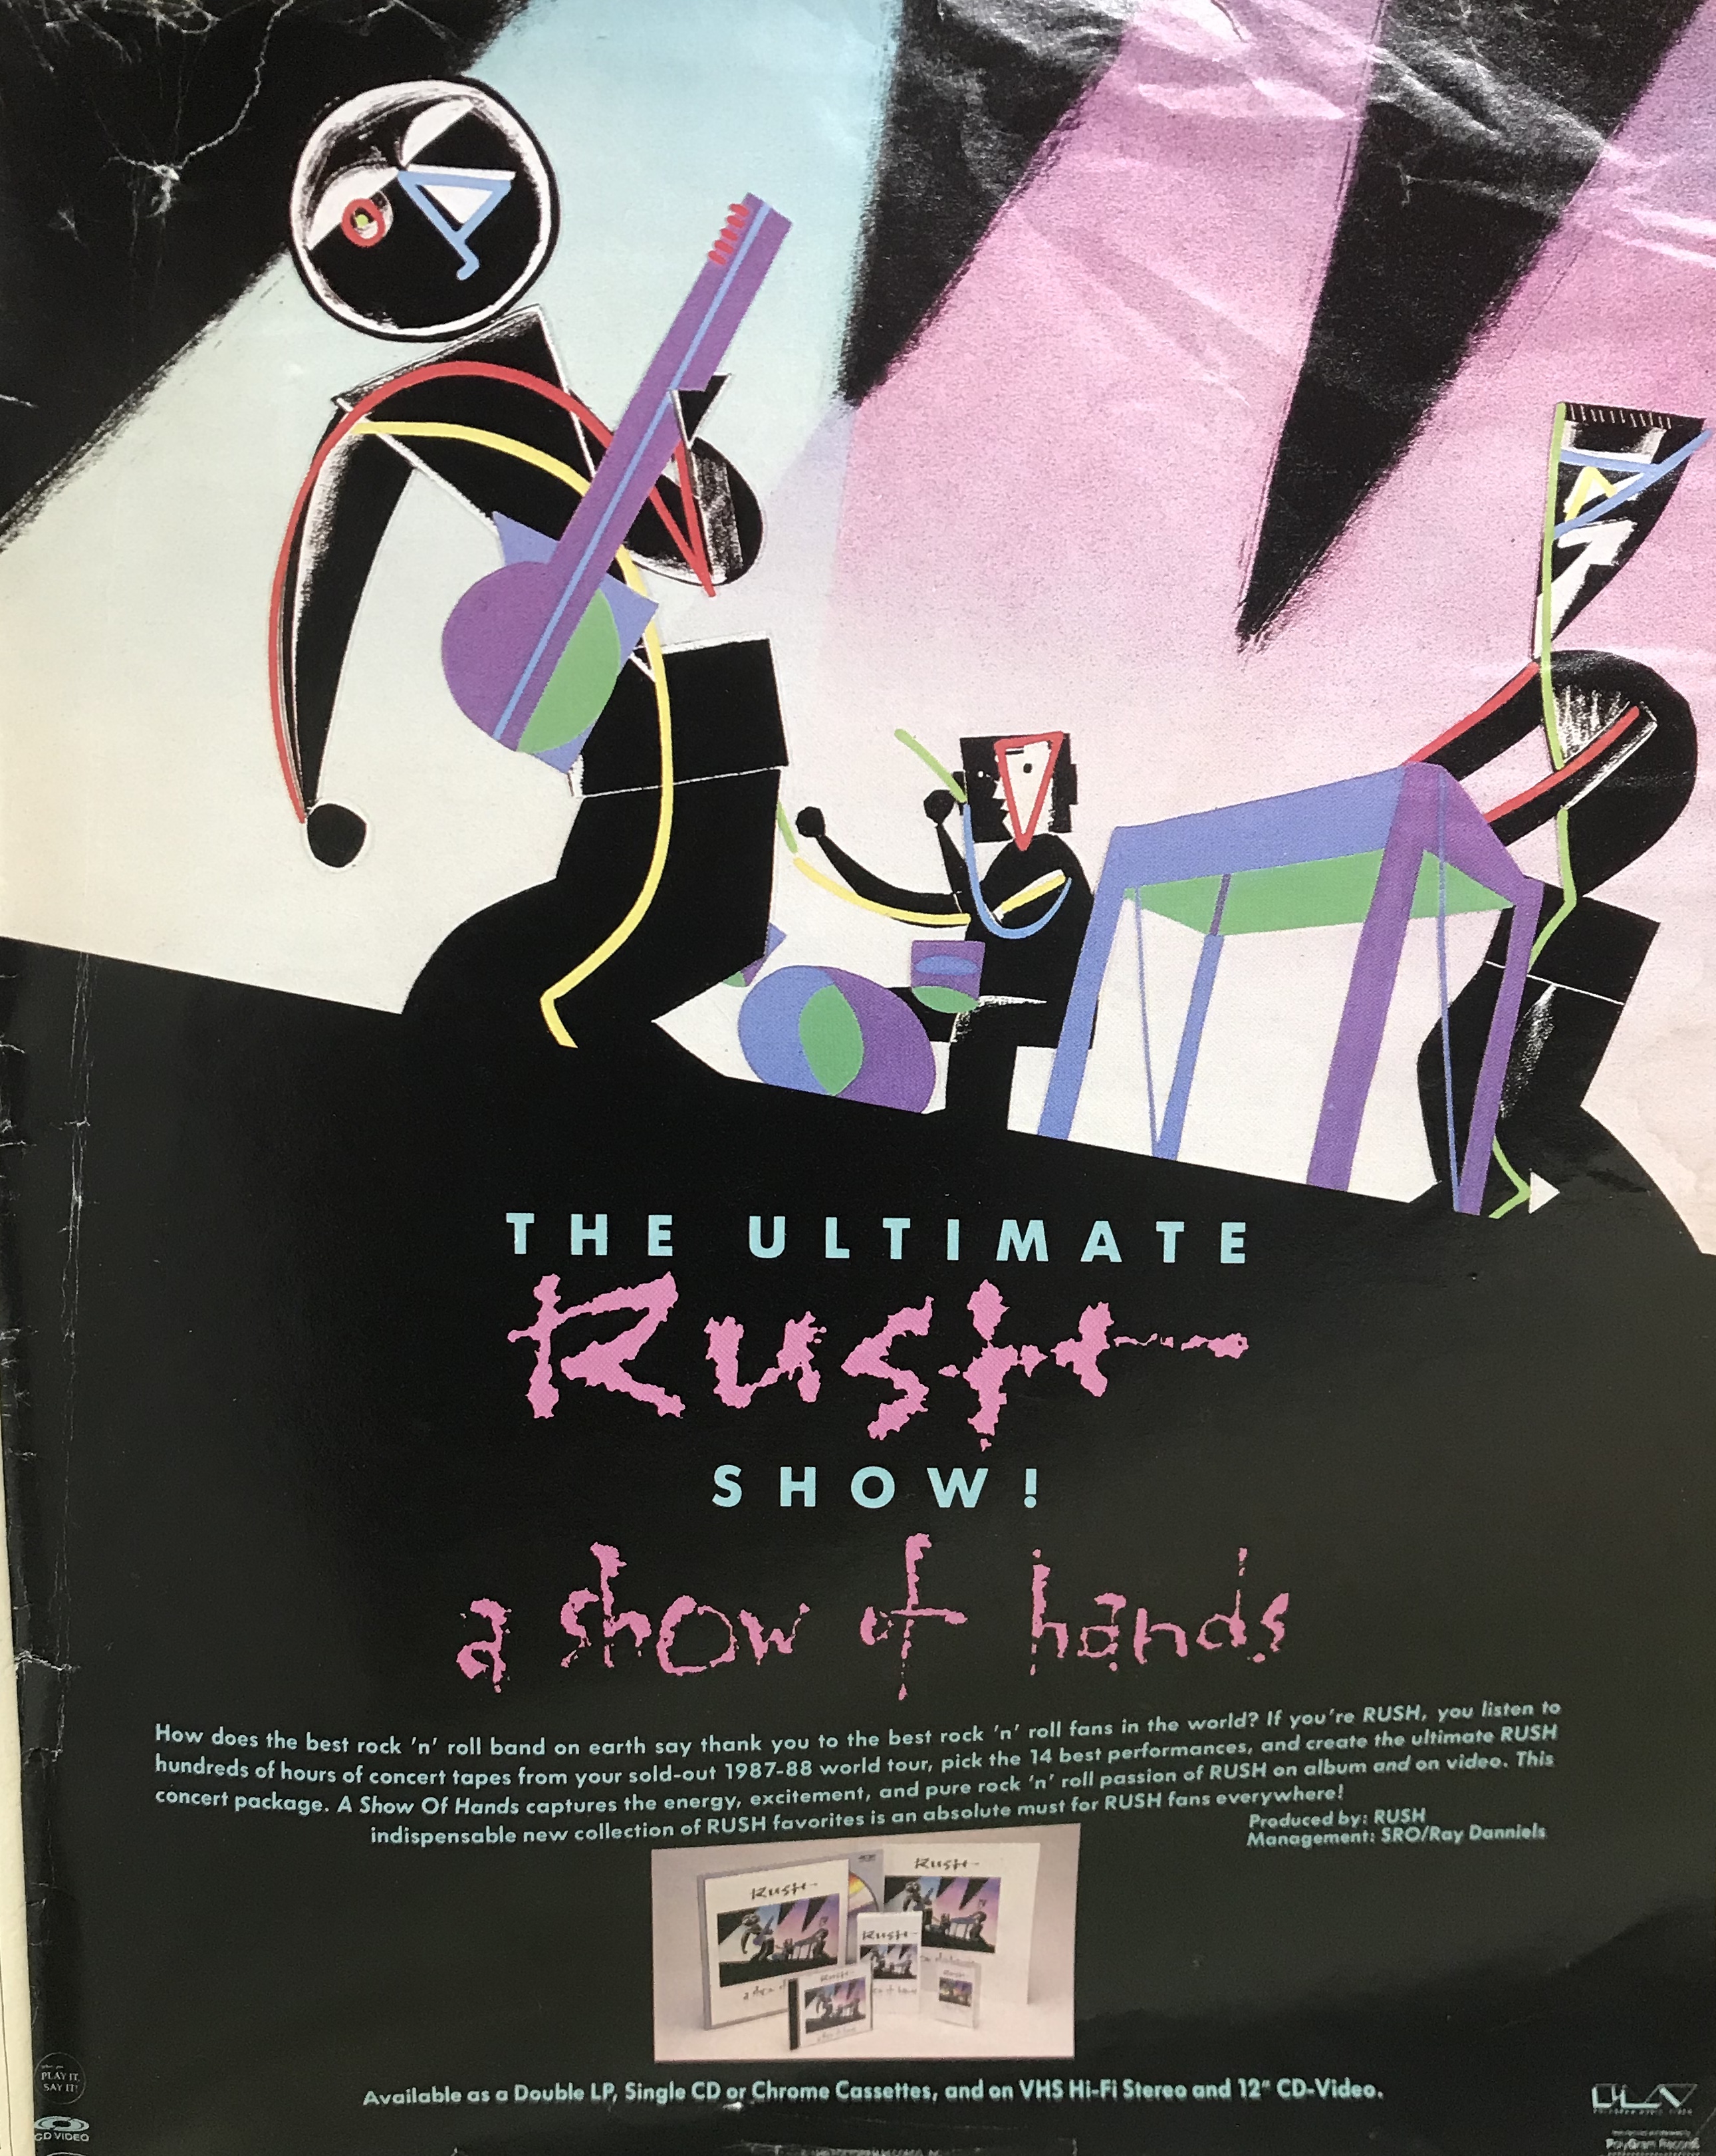 THE ULTIMATE
Rush
SHOW!
a show of hands
How does the best rock 'n' roll band on earth say thank you to the best rock 'n' roll fans in the world? If you're RUSH, you listen to
hundreds of hours of concert tapes from your sold-out 1987-88 world tour, pick the 14 best performances, and create the ultimate RUSH
concert package. A Show Of Hands captures the energy, excitement, and pure rock 'n' roll passion of RUSH on album and on video. This
indispensable new collection of RUSH favorites is an absolute must for RUSH fans everywhere!
Produced by: RUSH
Management: SRO/Ray Danniels
Rush
Rush
Rush
Rush
a show of
Available as a Double LP, Single CD or Chrome Cassettes, and on VHS Hi-Fi Stereo and 12" CD-Video.
PLAY IT,
SAY IT!
CD VIDEO
PolyGram Records